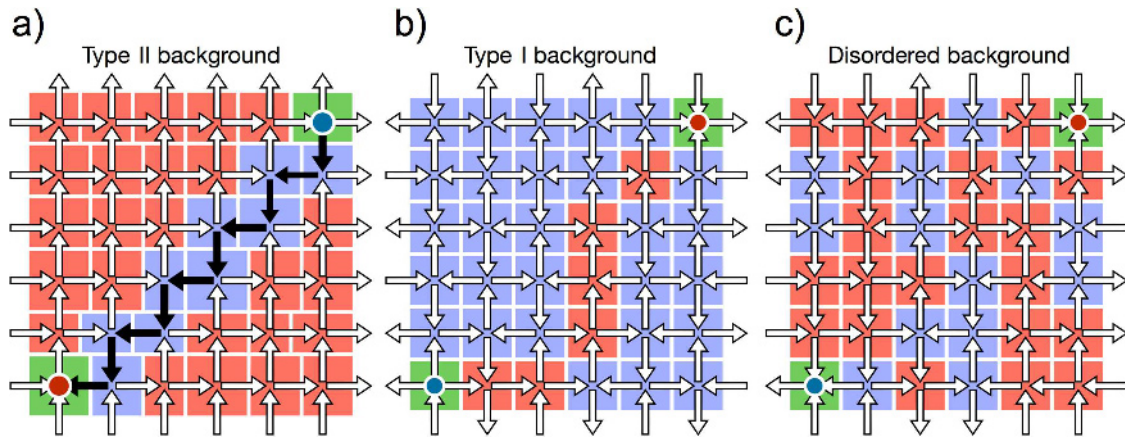 a)
Type II background
b)
Type I background
c)
Disordered background